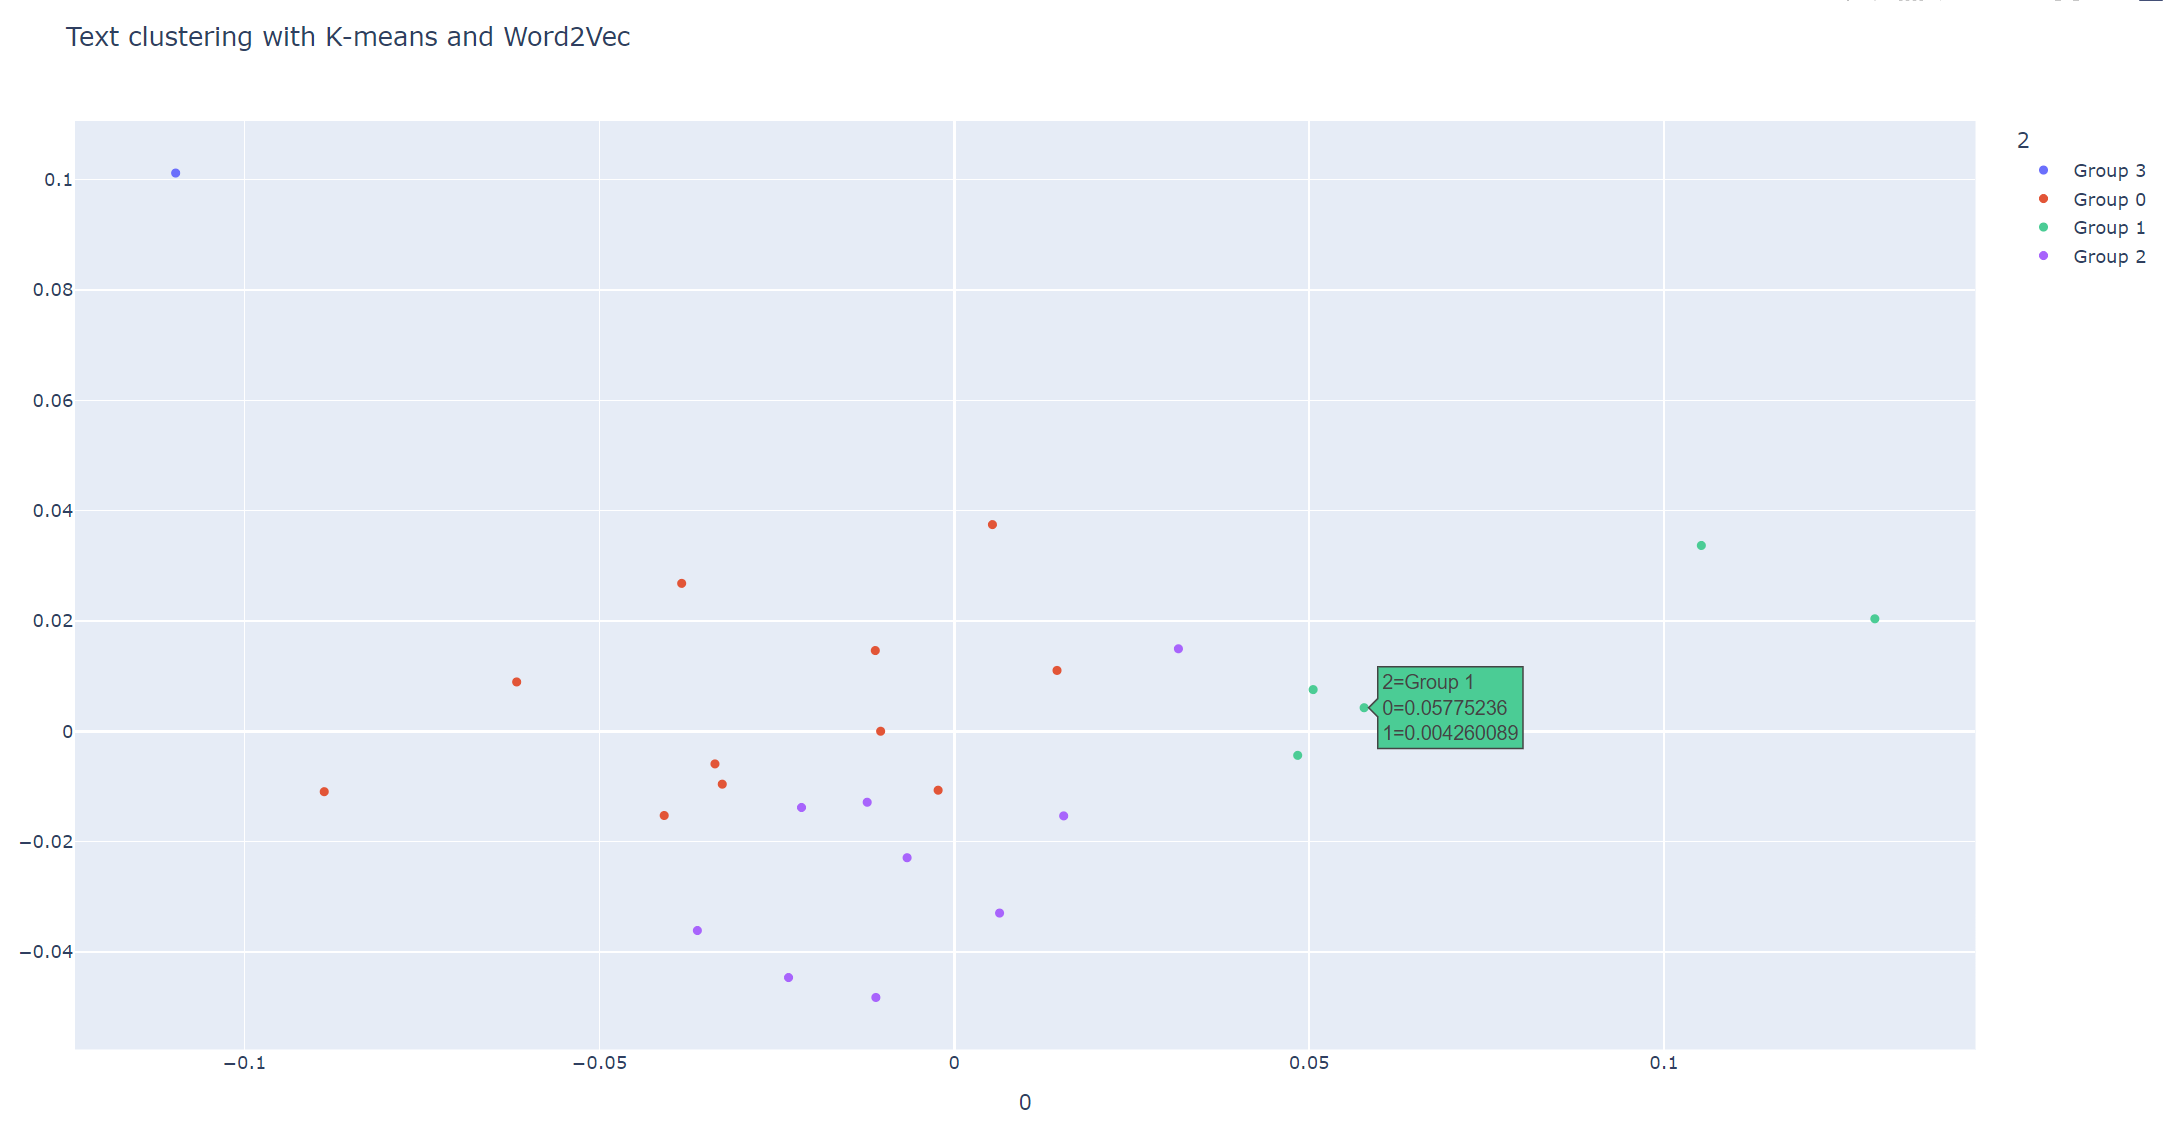 Text clustering with K-means and Word2Vec
2
Group 3
Group 0
Group 1
Group 2
0.1
0.08
0.06
0.04
0.02
0
−0.02
−0.04
2=Group 1
0=0.05775236
1=0.004260089
−0.1
−0.05
0
0.05
0.1
0